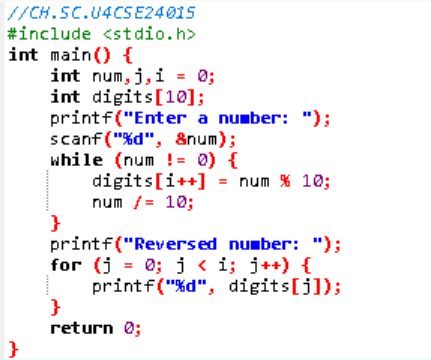 //CH.SC.U4CSE24015
#include <stdio.h>
int main() {
    int num,j,i = 0;
    int digits[10];
    printf("Enter a number: ");
    scanf("%d", &num);
    while (num != 0) {
        digits[i++] = num % 10;
        num /= 10;
    }
    printf("Reversed number: ");
    for (j = 0; j < i; j++) {
        printf("%d", digits[j]);
    }
    return 0;
}